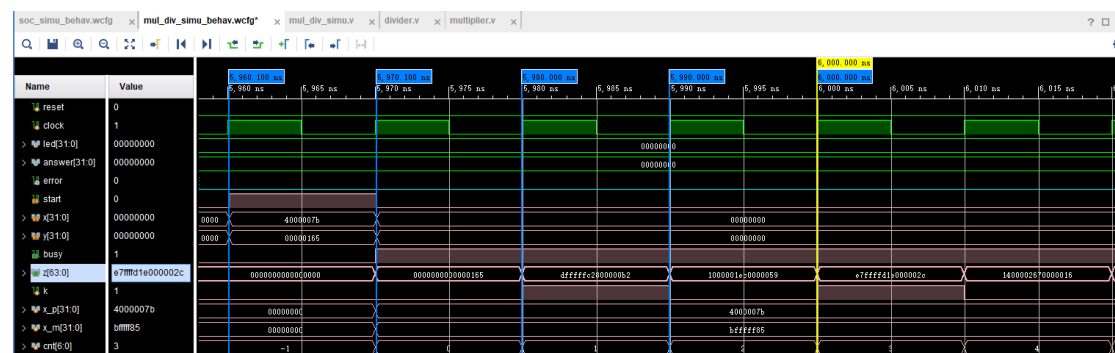 soc_simu_behav.wcfg × mul_div_simu_behav.wcfg* × mul_div_simu.v × divider.v × multiplier.v × ?
6,000.000 ns
5,960.100 ns 5,970.100 ns 5,980.000 ns 5,990.000 ns 6,000.000 ns
Name Value 5,960 ns 5,965 ns 5,970 ns 5,975 ns 5,980 ns 5,985 ns 5,990 ns 5,995 ns 6,000 ns 6,005 ns 6,010 ns 6,015 ns
reset 0
clock 1
led[31:0] 00000000 00000000
answer[31:0] 00000000 00000000
error 0
start 0
x[31:0] 00000000 0000 4000007b 00000000
y[31:0] 00000000 0000 00000165 00000000
busy 1
z[63:0] e7ffffd1e000002c 0000000000000000 0000000000000165 dfffffc2800000b2 1000001eb0000059 e7ffffd1e000002c 1400002670000016
k 1
x_p[31:0] 4000007b 00000000 4000007b
x_m[31:0] bfffff85 00000000 bfffff85
cnt[6:0] 3 -1 0 1 2 3 4